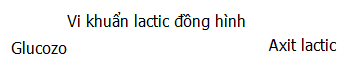 Vi khuẩn lactic đồng hình
Glucozo
Axit lactic